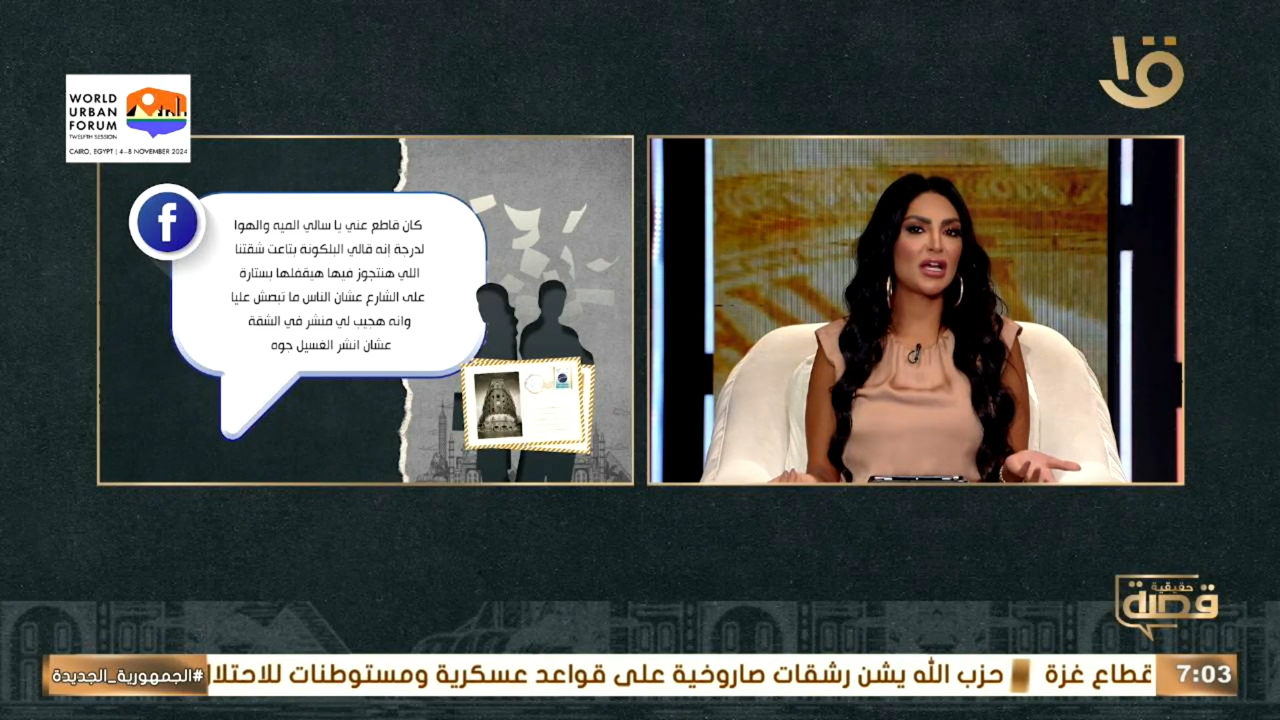 WORLD
URBAN
FORUM
TWELFTH SESSION
CAIRO, EGYPT | 4-8 NOVEMBER 2024
f
كان قاطع عني يا سالي الميه والهوا
لدرجة إنه قالي البلكونة بتاعت شقتنا
اللي هنتجوز فيها هيقفلها بستارة
على الشارع عشان الناس ما تبصش عليا
وانه هجيب لي منشر في الشقة
عشان انشر الغسيل جوه
قصة
حقيقية
7:03
قطاع غزة
حزب الله يشن رشقات صاروخية على قواعد عسكرية ومستوطنات للاحتلا
#الجمهورية_الجديدة